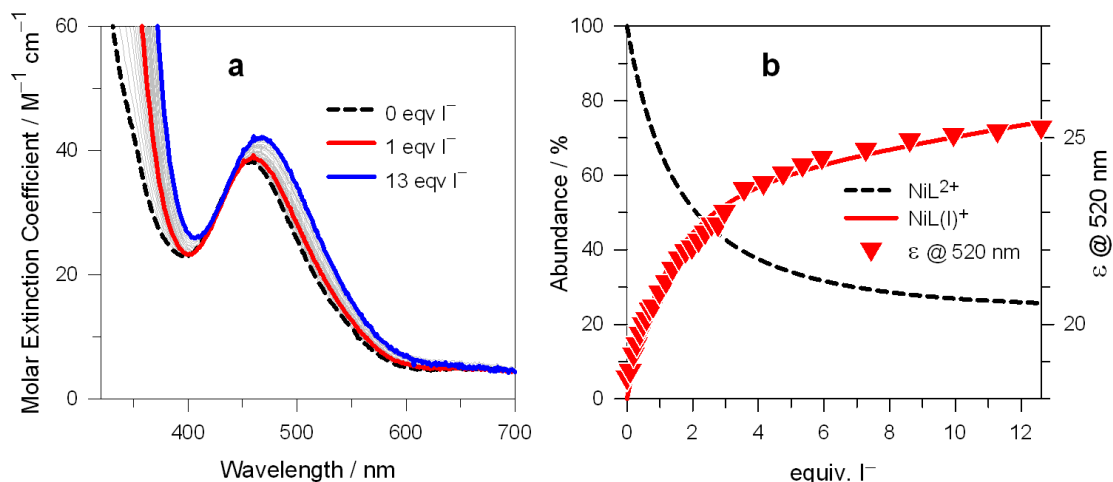 a
0 eqv I⁻
1 eqv I⁻
13 eqv I⁻
Molar Extinction Coefficient / M⁻¹ cm⁻¹
60
40
20
0
400
500
600
700
Wavelength / nm
b
NiL²⁺
NiL(I)⁺
ε @ 520 nm
Abundance / %
100
80
60
40
20
0
0
2
4
6
8
10
12
equiv. I⁻
25
20
ε @ 520 nm